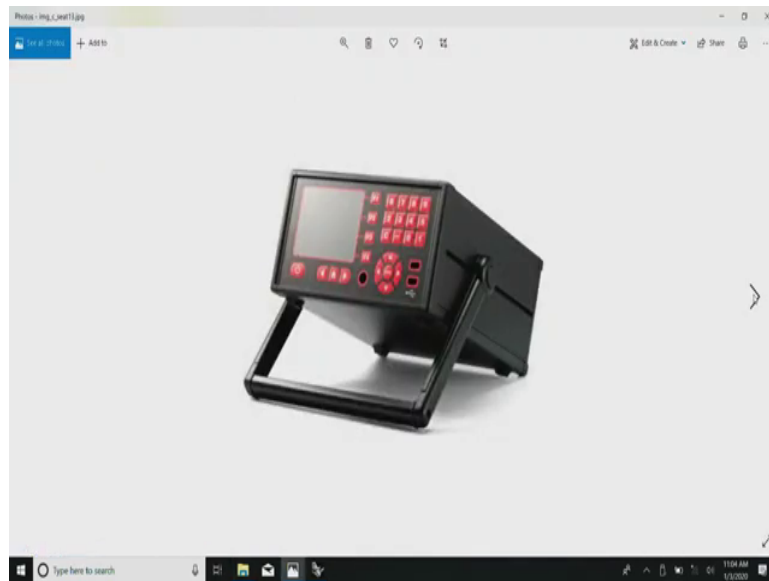 Photos - img_c_seat13.jpg
See all photos
Add to
Edit & Create
Share
Type here to search
11:04 AM
1/3/2020